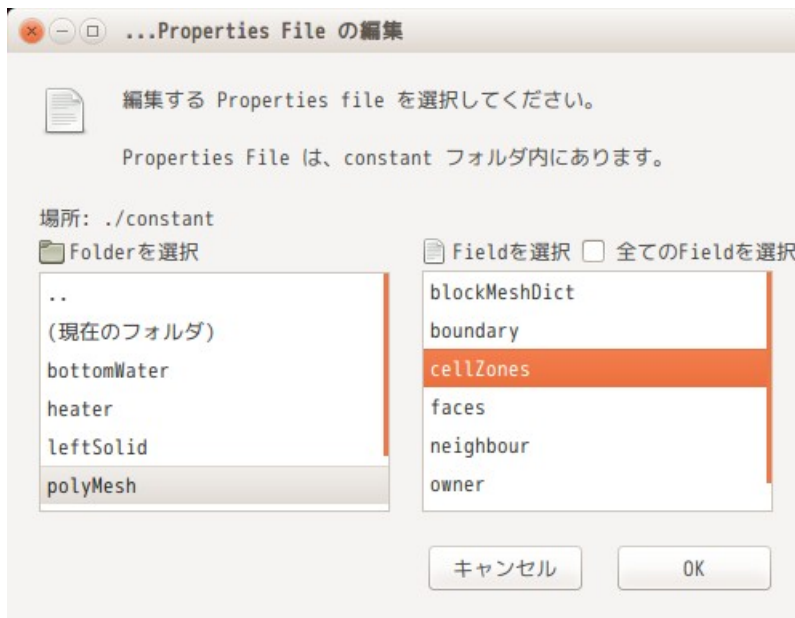 ...Properties File の編集
編集する Properties file を選択してください。
Properties File は、constant フォルダ内にあります。
場所: ./constant
Folderを選択
..
(現在のフォルダ)
bottomWater
heater
leftSolid
polyMesh
Fieldを選択 全てのFieldを選択
blockMeshDict
boundary
cellZones
faces
neighbour
owner
キャンセル OK